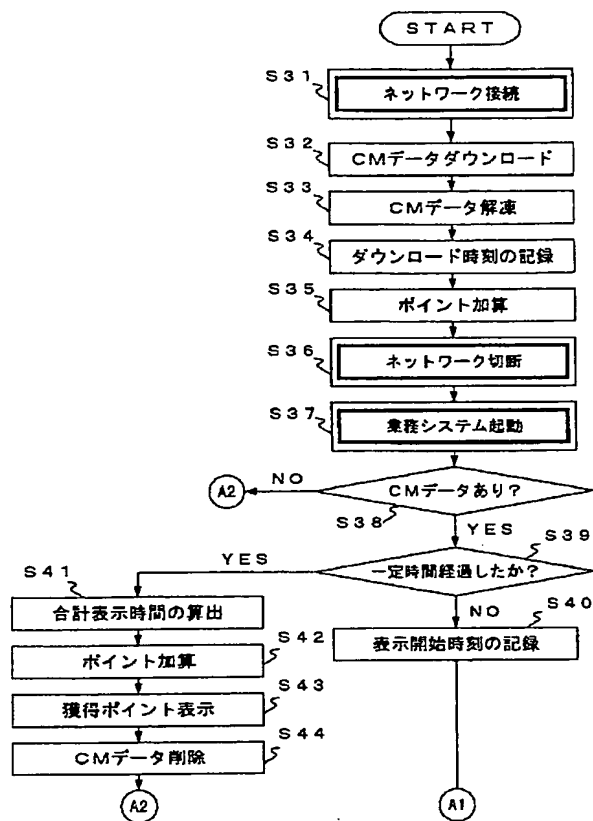 START
S31
ネットワーク接続
S32
CMデータダウンロード
S33
CMデータ解凍
S34
ダウンロード時刻の記録
S35
ポイント加算
S36
ネットワーク切断
S37
業務システム起動
A2
NO
CMデータあり?
S38
YES
S39
YES
一定時間経過したか?
S41
合計表示時間の算出
NO
S40
表示開始時刻の記録
S42
ポイント加算
S43
獲得ポイント表示
S44
CMデータ削除
A2
A1